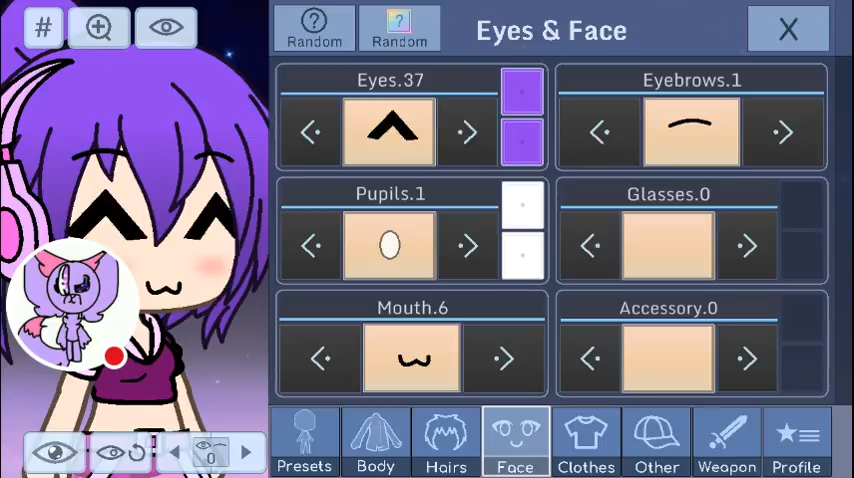 #
? Random
? Random
Eyes & Face
X
Eyes.37
Eyebrows.1
Pupils.1
Glasses.0
Mouth.6
Accessory.0
0
Presets
Body
Hairs
Face
Clothes
Other
Weapon
Profile